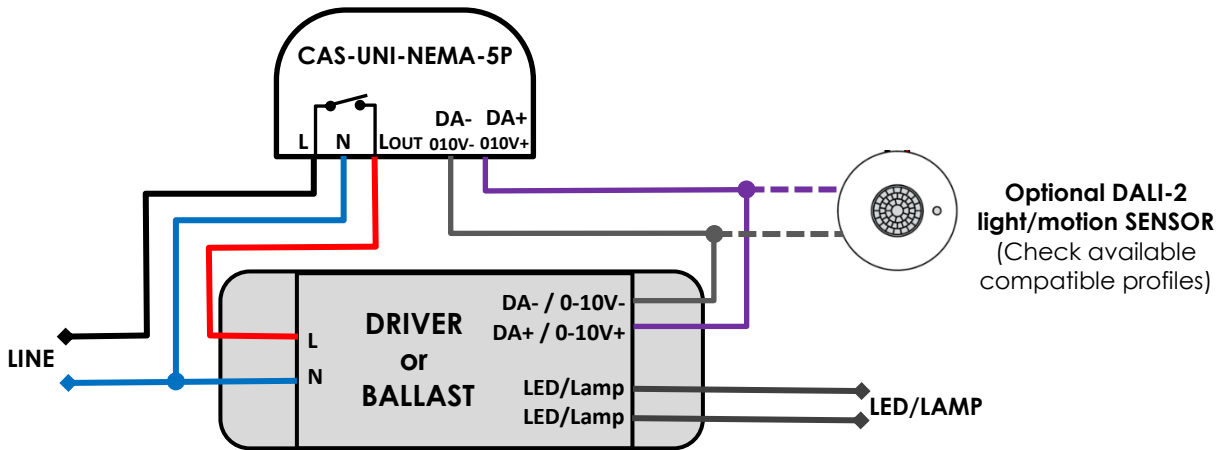 CAS-UNI-NEMA-5P
DA- DA+
L N LOUT 010V- 010V+
Optional DALI-2
light/motion SENSOR
(Check available
compatible profiles)
DA- / 0-10V-
DA+ / 0-10V+
DRIVER
or
BALLAST
L
N
LINE
LED/Lamp
LED/Lamp
LED/LAMP